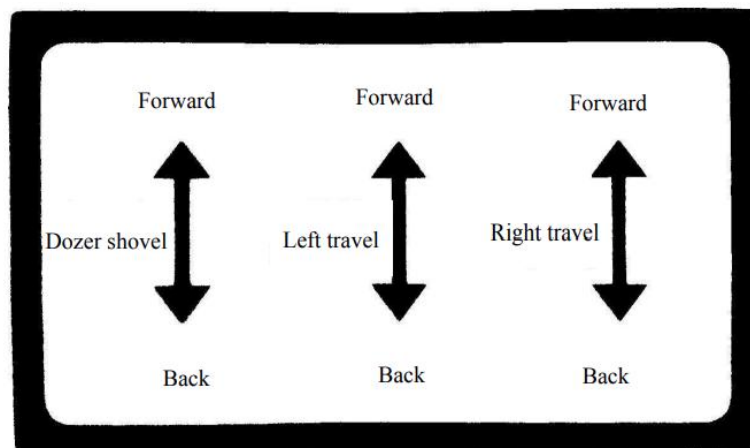 Forward
Forward
Forward
Dozer shovel
Left travel
Right travel
Back
Back
Back